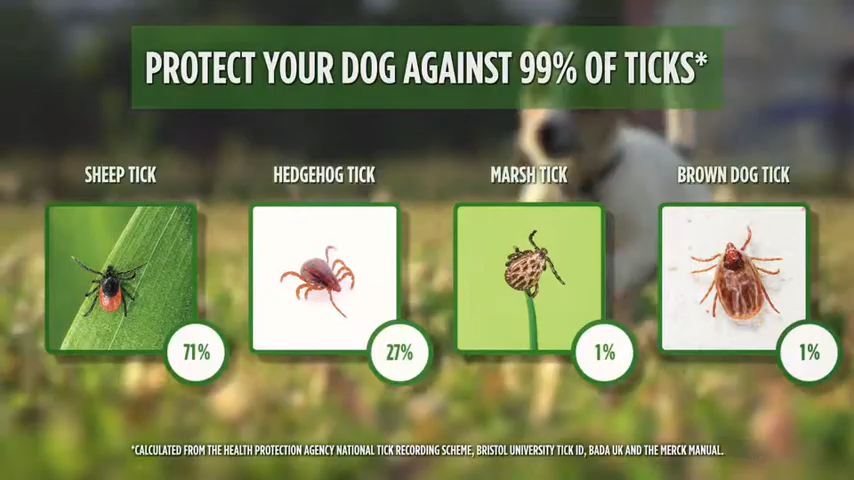 PROTECT YOUR DOG AGAINST 99% OF TICKS*
SHEEP TICK
HEDGEHOG TICK
MARSH TICK
BROWN DOG TICK
71%
27%
1%
1%
*CALCULATED FROM THE HEALTH PROTECTION AGENCY NATIONAL TICK RECORDING SCHEME, BRISTOL UNIVERSITY TICK ID, BADA UK AND THE MERCK MANUAL.